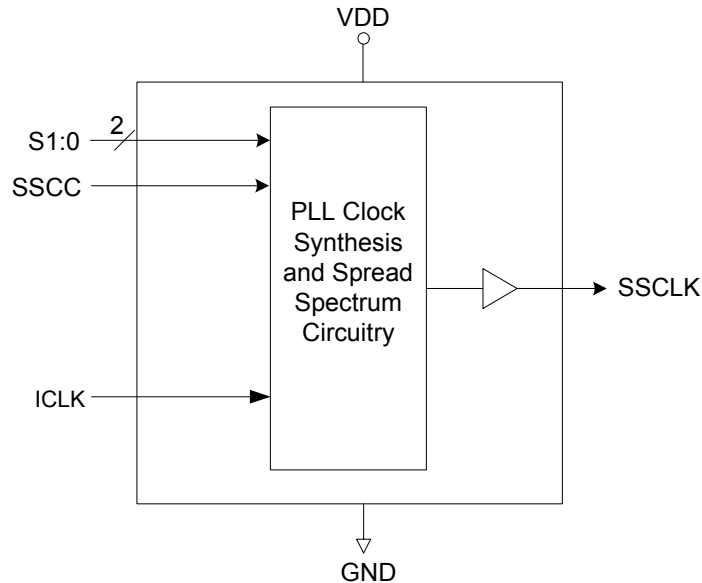 VDD
2
S1:0
SSCC
PLL Clock
Synthesis
and Spread
Spectrum
Circuitry
SSCLK
ICLK
GND